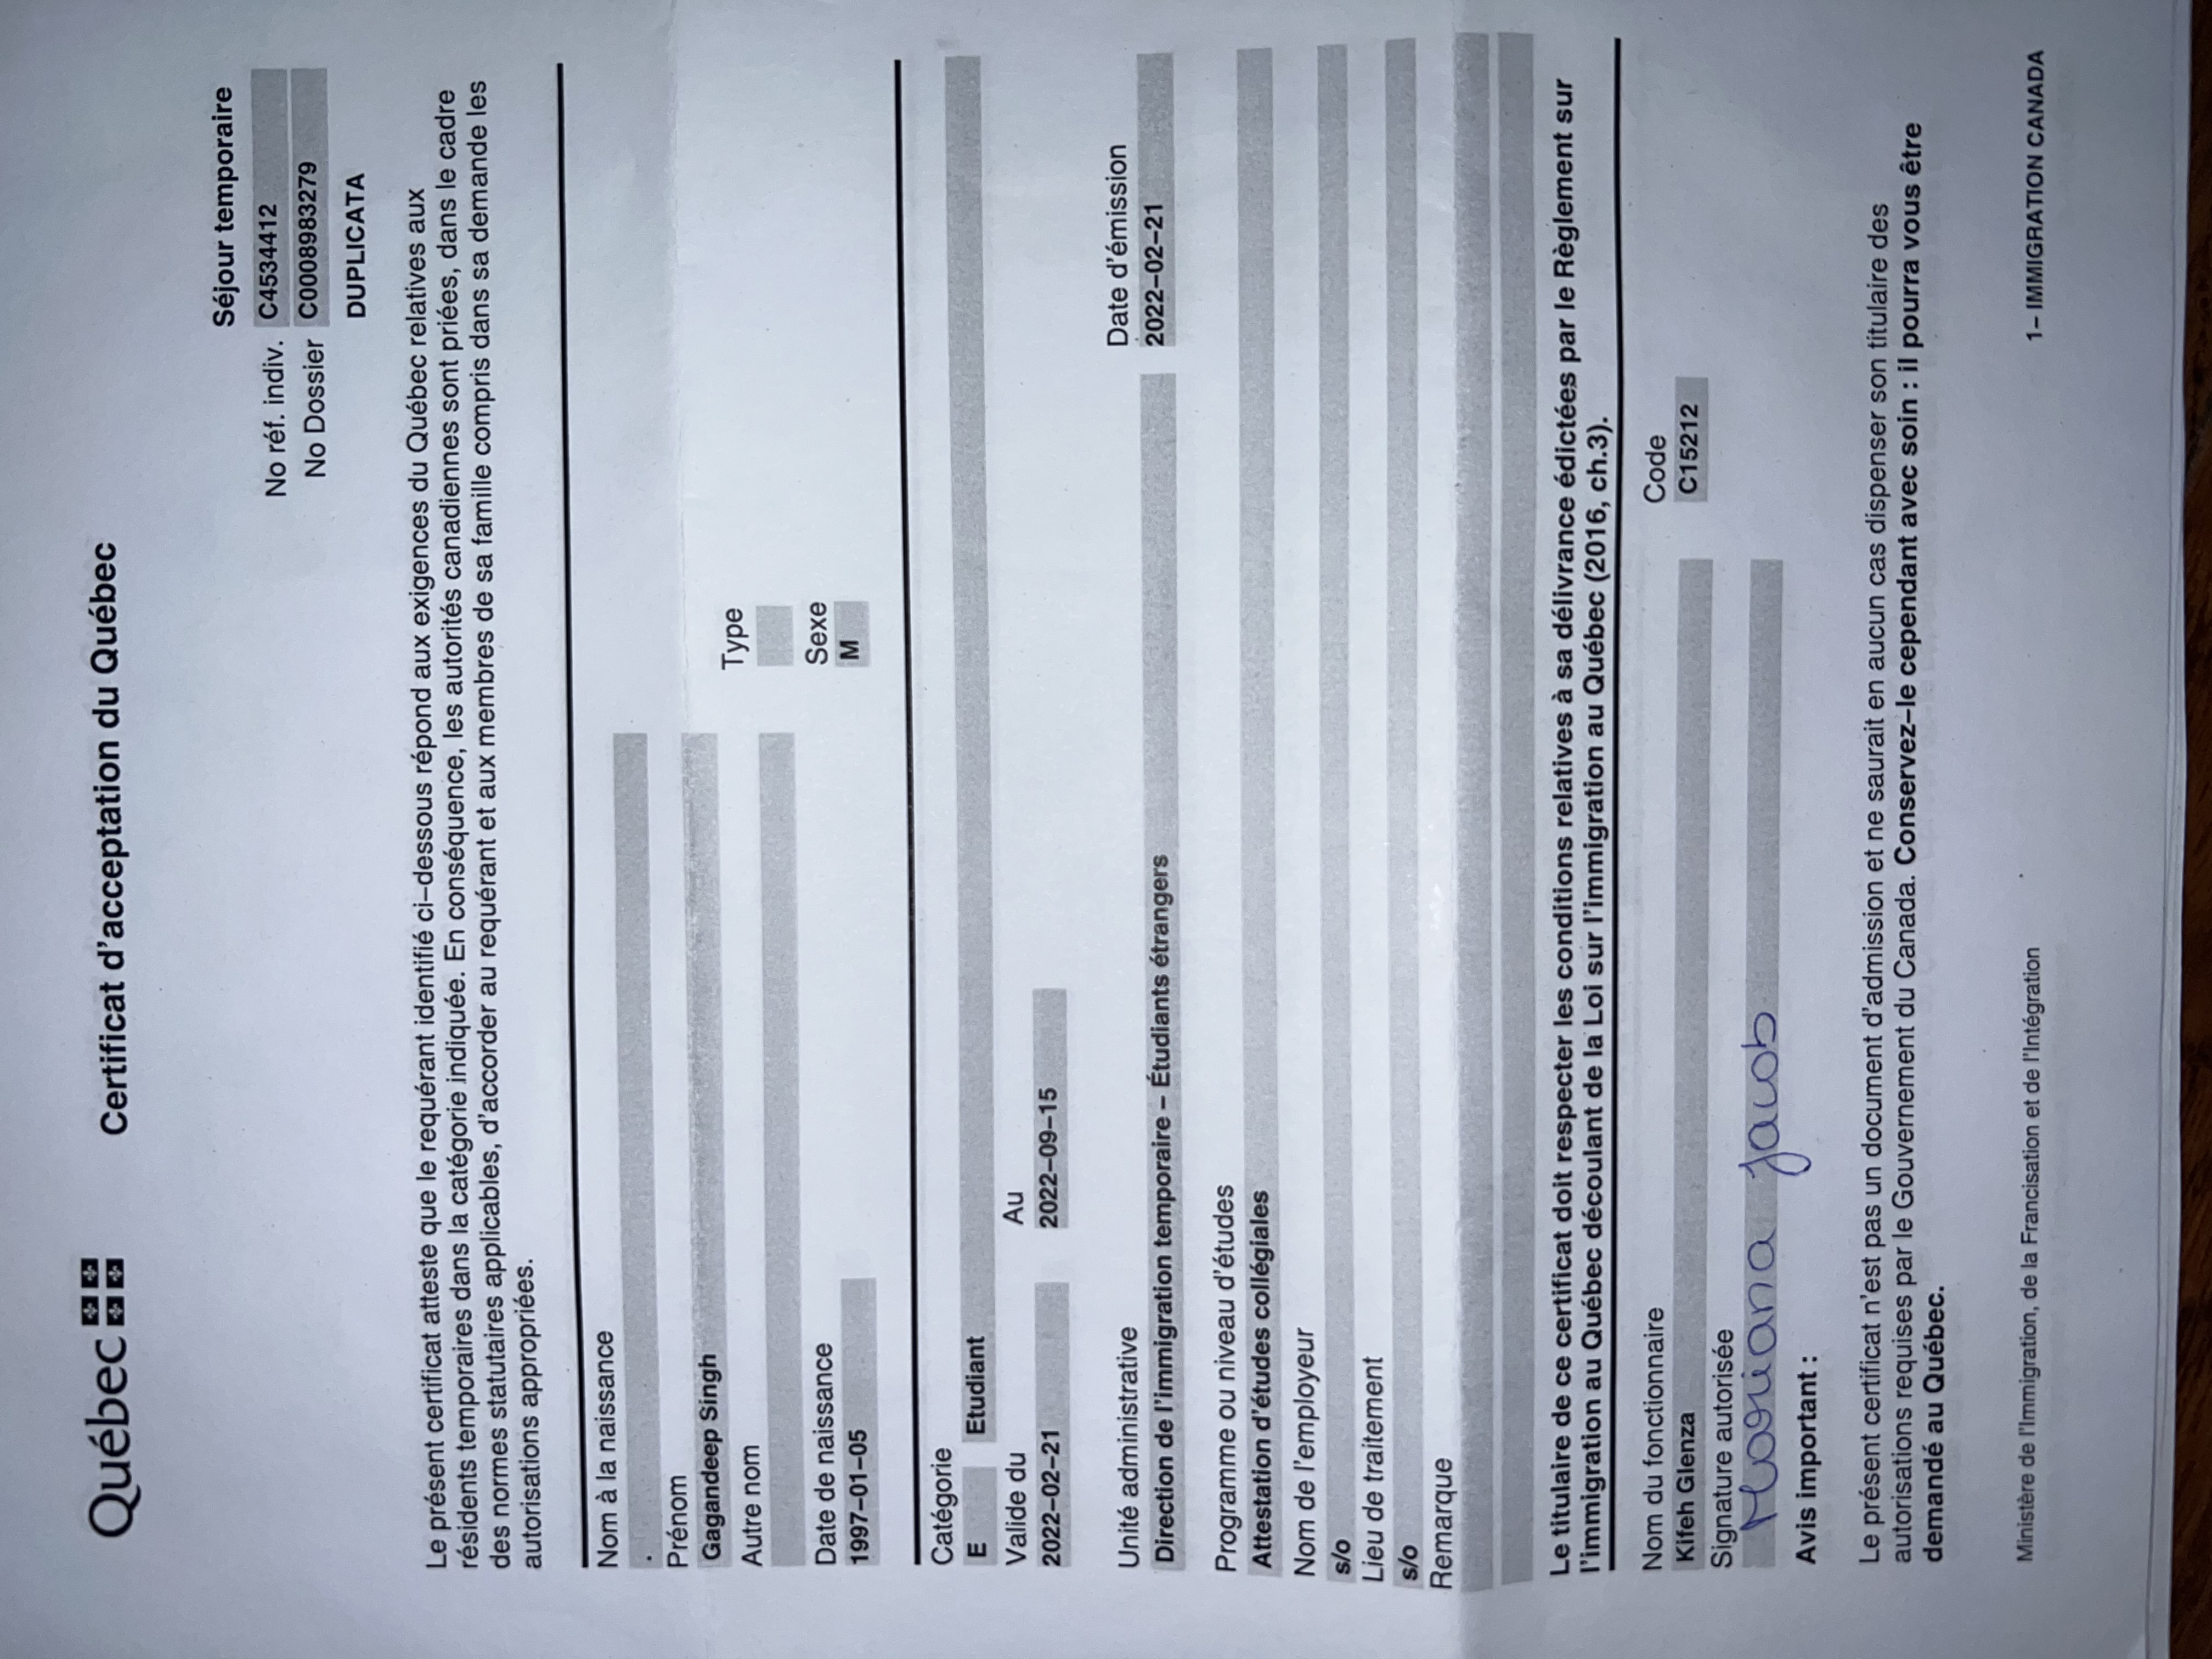 Québec
Certificat d'acceptation du Québec
Séjour temporaire
No réf. indiv. C4534412
No Dossier C0008983279
DUPLICATA
Le présent certificat atteste que le requérant identifié ci–dessous répond aux exigences du Québec relatives aux
résidents temporaires dans la catégorie indiquée. En conséquence, les autorités canadiennes sont priées, dans le cadre
des normes statutaires applicables, d'accorder au requérant et aux membres de sa famille compris dans sa demande les
autorisations appropriées.
Nom à la naissance
.
Prénom
Gagandeep Singh
Autre nom
Type
Date de naissance
1997–01–05
Sexe
M
Catégorie
E Etudiant
Valide du Au
2022–02–21 2022–09–15
Unité administrative Date d'émission
Direction de l'immigration temporaire – Étudiants étrangers 2022–02–21
Programme ou niveau d'études
Attestation d'études collégiales
Nom de l'employeur
s/o
Lieu de traitement
s/o
Remarque
Le titulaire de ce certificat doit respecter les conditions relatives à sa délivrance édictées par le Règlement sur
l'immigration au Québec découlant de la Loi sur l'immigration au Québec (2016, ch.3).
Nom du fonctionnaire Code
Kifeh Glenza C15212
Signature autorisée
Mariana Jacob
Avis important :
Le présent certificat n'est pas un document d'admission et ne saurait en aucun cas dispenser son titulaire des
autorisations requises par le Gouvernement du Canada. Conservez–le cependant avec soin : il pourra vous être
demandé au Québec.
Ministère de l'Immigration, de la Francisation et de l'Intégration 1– IMMIGRATION CANADA